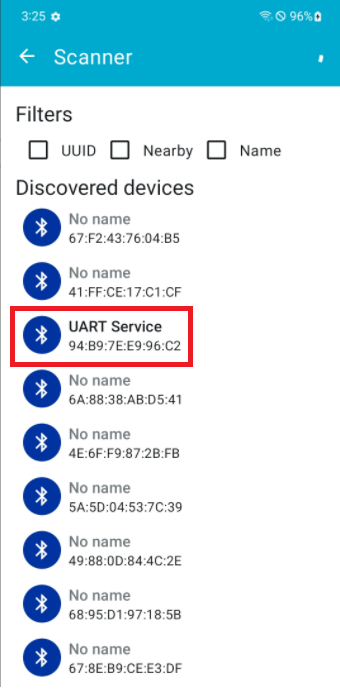 3:25 96%
Scanner
Filters
UUID Nearby Name
Discovered devices
No name
67:F2:43:76:04:B5
No name
41:FF:CE:17:C1:CF
UART Service
94:B9:7E:E9:96:C2
No name
6A:88:38:AB:D5:41
No name
4E:6F:F9:87:2B:FB
No name
5A:5D:04:53:7C:39
No name
49:88:0D:84:4C:2E
No name
68:95:D1:97:18:5B
No name
67:8E:B9:CE:E3:DF